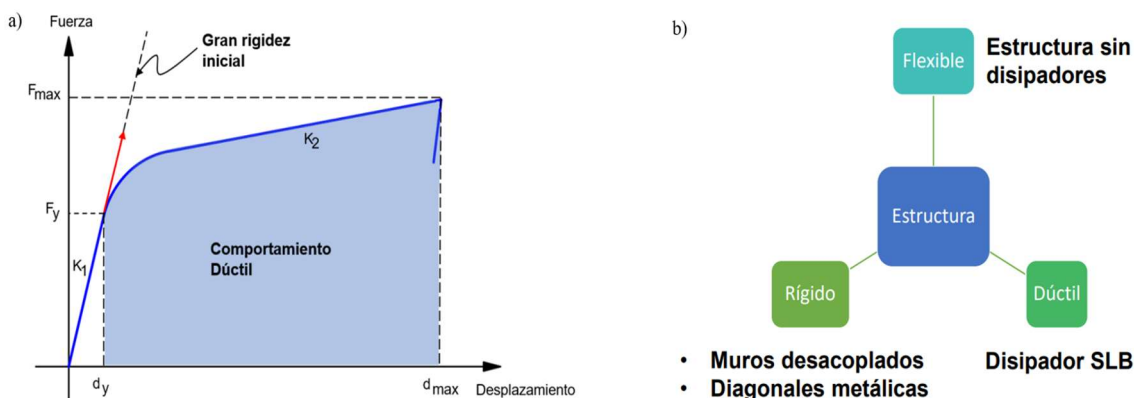 a)
Fuerza
Gran rigidez
inicial
Fmax
K2
Fy
Comportamiento
Dúctil
K1
dy
dmax
Desplazamiento
b)
Flexible
Estructura sin
disipadores
Estructura
Rígido
Dúctil
• Muros desacoplados
• Diagonales metálicas
Disipador SLB